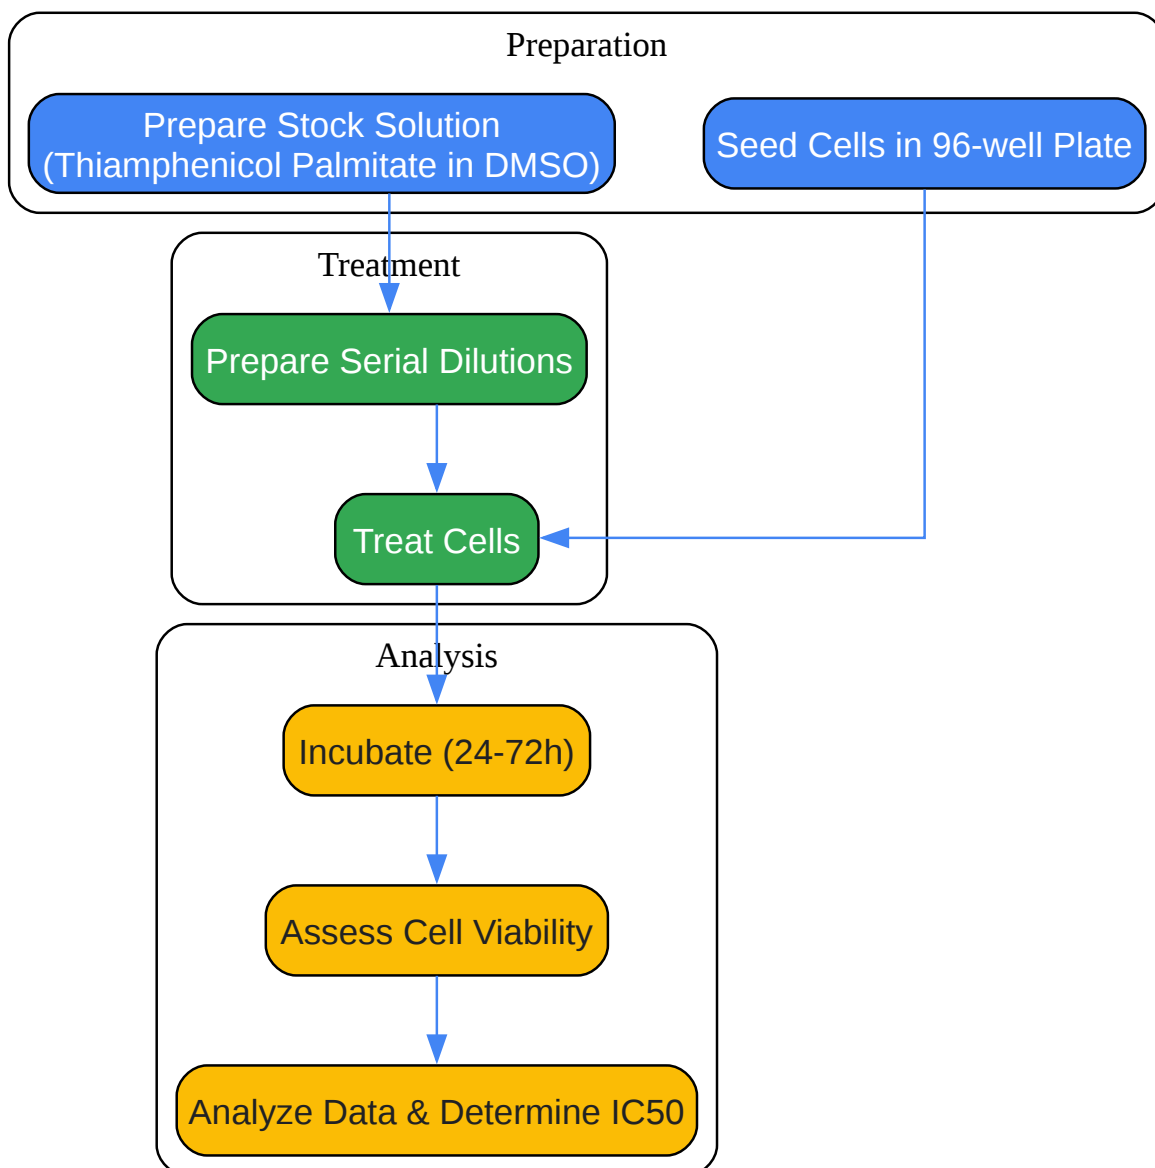 Preparation
Prepare Stock Solution
(Thiamphenicol Palmitate in DMSO)
Seed Cells in 96-well Plate
Treatment
Prepare Serial Dilutions
Treat Cells
Analysis
Incubate (24-72h)
Assess Cell Viability
Analyze Data & Determine IC50